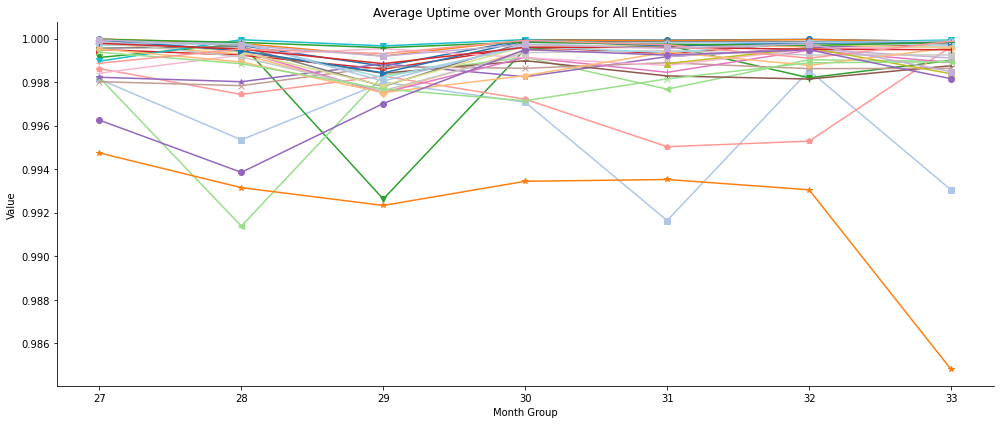 Average Uptime over Month Groups for All Entities
1.000
0.998
0.996
0.994
0.992
0.990
0.988
0.986
Value
27 28 29 30 31 32 33
Month Group